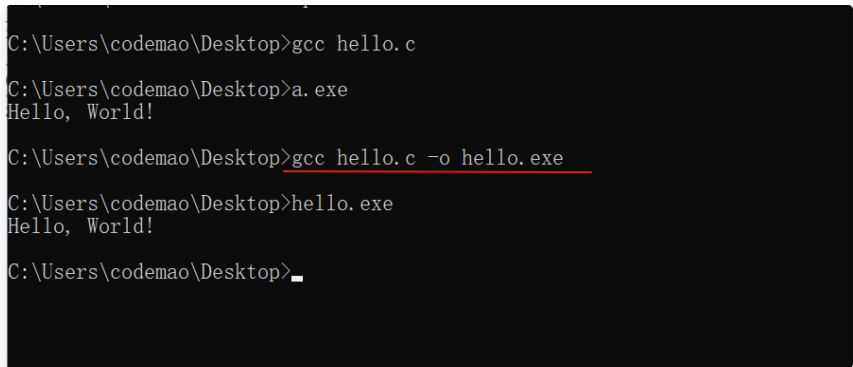 C:\Users\codemao\Desktop>gcc hello.c
C:\Users\codemao\Desktop>a.exe
Hello, World!
C:\Users\codemao\Desktop>gcc hello.c -o hello.exe
C:\Users\codemao\Desktop>hello.exe
Hello, World!
C:\Users\codemao\Desktop>